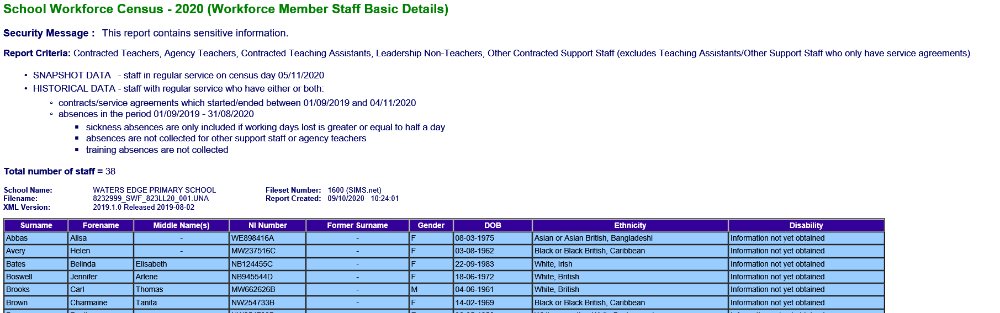 School Workforce Census - 2020 (Workforce Member Staff Basic Details)
Security Message : This report contains sensitive information.
Report Criteria: Contracted Teachers, Agency Teachers, Contracted Teaching Assistants, Leadership Non-Teachers, Other Contracted Support Staff (excludes Teaching Assistants/Other Support Staff who only have service agreements)
• SNAPSHOT DATA - staff in regular service on census day 05/11/2020
• HISTORICAL DATA - staff with regular service who have either or both:
◦ contracts/service agreements which started/ended between 01/09/2019 and 04/11/2020
◦ absences in the period 01/09/2019 - 31/08/2020
▪ sickness absences are only included if working days lost is greater or equal to half a day
▪ absences are not collected for other support staff or agency teachers
▪ training absences are not collected
Total number of staff = 38
School Name: WATERS EDGE PRIMARY SCHOOL Fileset Number: 1600 (SIMS.net)
Filename: 8232999_SWF_823LL20_001.UNA Report Created: 09/10/2020 10:24:01
XML Version: 2019.1.0 Released 2019-08-02
Surname Forename Middle Name(s) NI Number Former Surname Gender DOB Ethnicity Disability
Abbas Alisa - WE898416A - F 08-03-1975 Asian or Asian British, Bangladeshi Information not yet obtained
Avery Helen - MW237516C - F 03-08-1962 Black or Black British, Caribbean Information not yet obtained
Bates Belinda Elisabeth NB124455C - F 22-09-1983 White, Irish Information not yet obtained
Boswell Jennifer Arlene NB945544D - F 18-06-1972 White, British Information not yet obtained
Brooks Carl Thomas MW662626B - M 04-06-1961 White, British Information not yet obtained
Brown Charmaine Tanita NW254733B - F 14-02-1969 Black or Black British, Caribbean Information not yet obtained